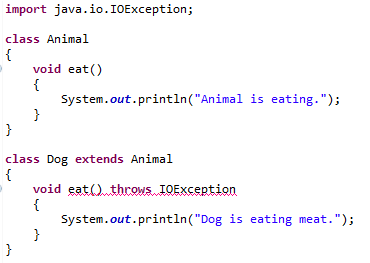 import java.io.IOException;
class Animal
{
void eat()
{
System.out.println("Animal is eating.");
}
}
class Dog extends Animal
{
void eat() throws IOException
{
System.out.println("Dog is eating meat.");
}
}